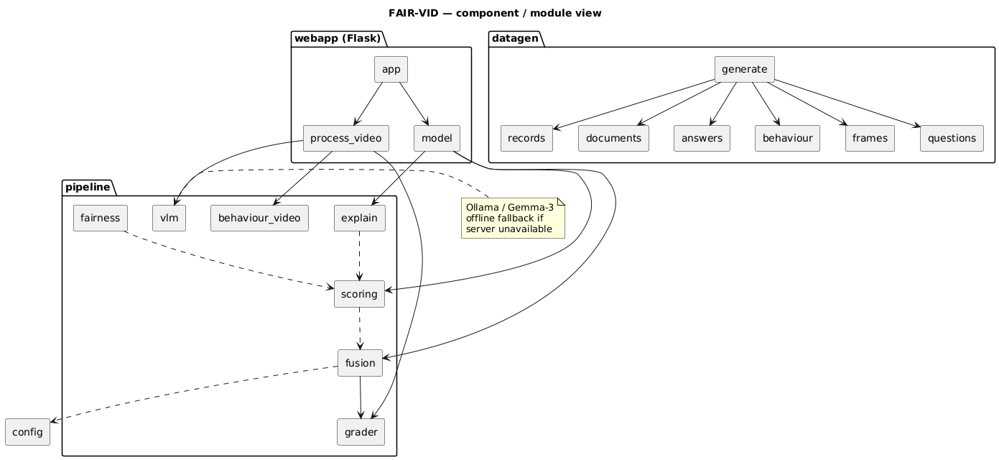 FAIR-VID — component / module view
webapp (Flask)
datagen
app
generate
process_video
model
records
documents
answers
behaviour
frames
questions
pipeline
fairness
vlm
behaviour_video
explain
Ollama / Gemma-3
offline fallback if
server unavailable
scoring
fusion
config
grader